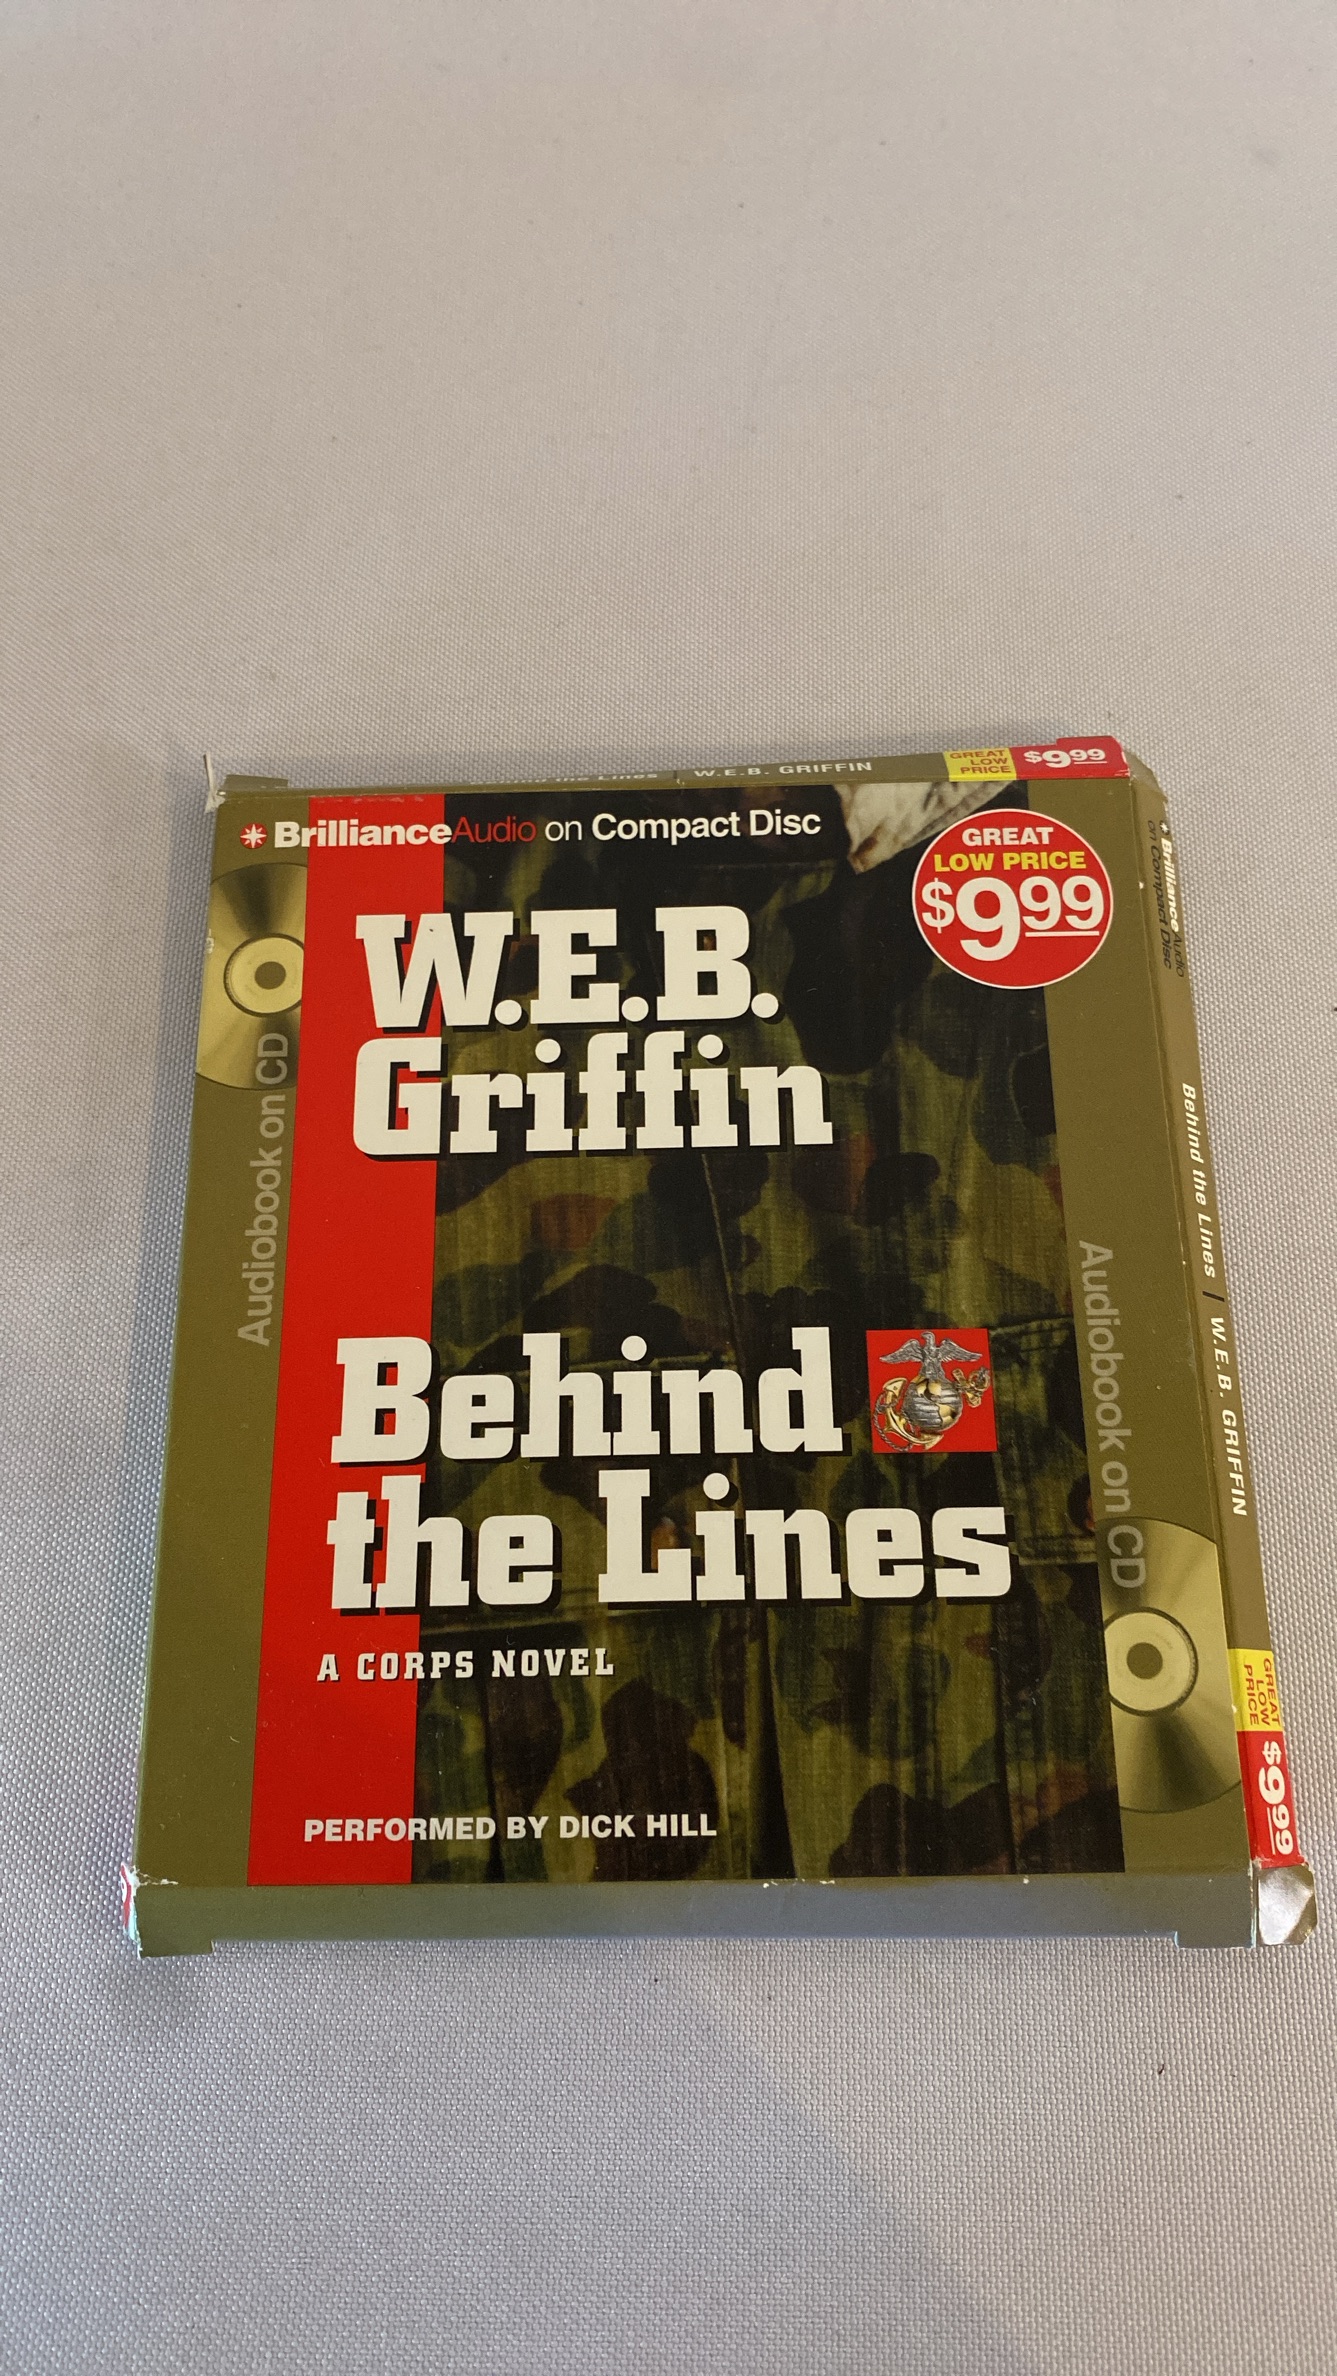 the Lines W.E.B. GRIFFIN
GREAT
LOW
PRICE
$9.99
BrillianceAudio on Compact Disc
GREAT
LOW PRICE
$9.99
W.E.B.
Griffin
Behind
the Lines
A CORPS NOVEL
PERFORMED BY DICK HILL
Audiobook on CD
Audiobook on CD
Brilliance Audio
on Compact Disc
Behind the Lines | W.E.B. GRIFFIN
GREAT
LOW
PRICE
$9.99